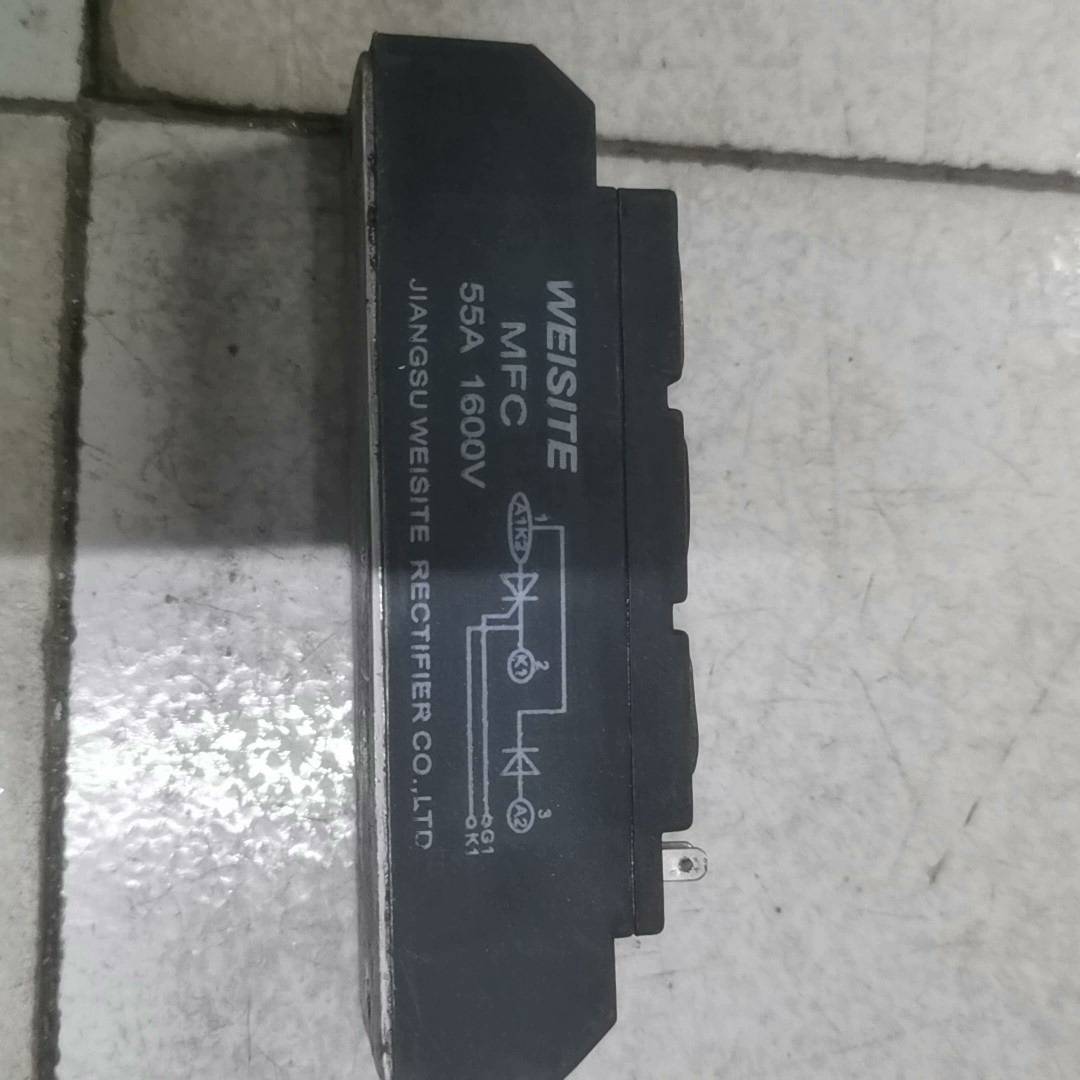 WEISITE
MFC
55A 1600V
JIANGSU WEISITE RECTIFIER CO.,LTD
1
A1K2
2
K1
3
A2
G1
K1